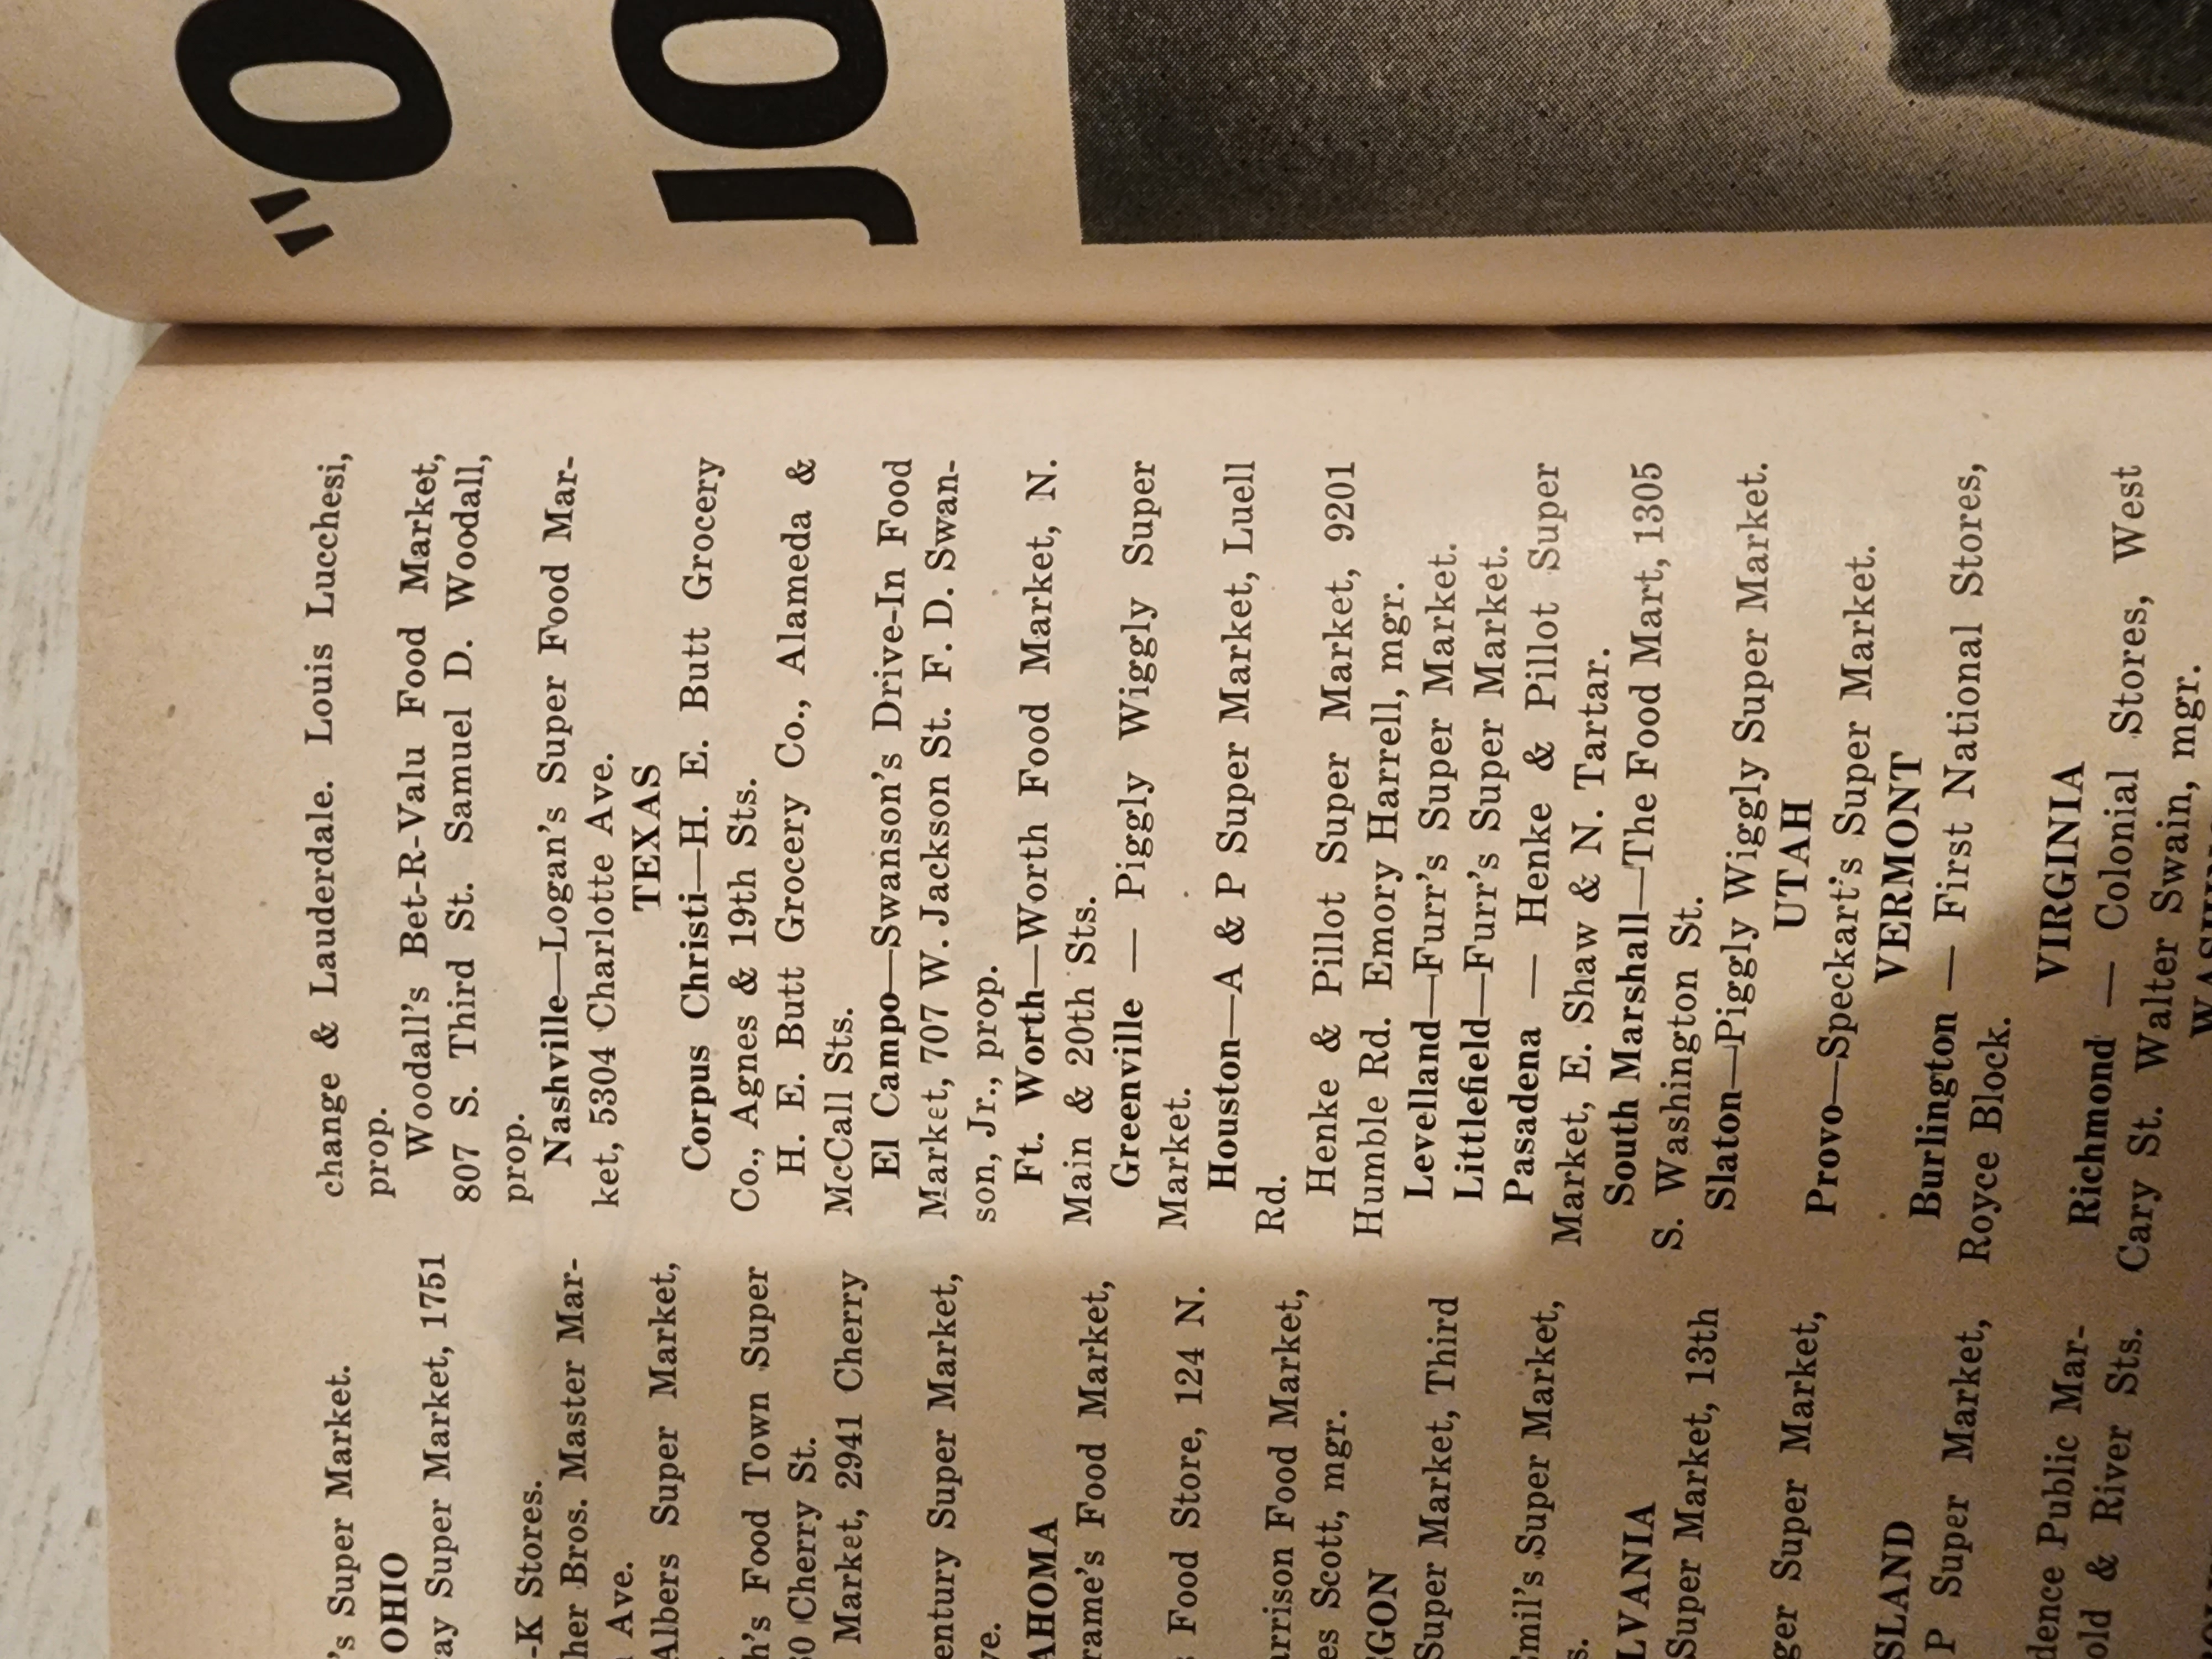 's Super Market.
OHIO
ay Super Market, 1751
-K Stores.
her Bros. Master Mar-
Ave.
Albers Super Market,
h's Food Town Super
30 Cherry St.
Market, 2941 Cherry
entury Super Market,
ve.
AHOMA
rame's Food Market,
Food Store, 124 N.
arrison Food Market,
es Scott, mgr.
GON
Super Market, Third
Emil's Super Market,
s.
LVANIA
Super Market, 13th
ger Super Market,
SLAND
P Super Market,
dence Public Mar-
old & River Sts.
change & Lauderdale. Louis Lucchesi,
prop.
Woodall's Bet-R-Valu Food Market,
807 S. Third St. Samuel D. Woodall,
prop.
Nashville—Logan's Super Food Mar-
ket, 5304 Charlotte Ave.
TEXAS
Corpus Christi—H. E. Butt Grocery
Co., Agnes & 19th Sts.
H. E. Butt Grocery Co., Alameda &
McCall Sts.
El Campo—Swanson's Drive-In Food
Market, 707 W. Jackson St. F. D. Swan-
son, Jr., prop.
Ft. Worth—Worth Food Market, N.
Main & 20th Sts.
Greenville — Piggly Wiggly Super
Market.
Houston—A & P Super Market, Luell
Rd.
Henke & Pillot Super Market, 9201
Humble Rd. Emory Harrell, mgr.
Levelland—Furr's Super Market.
Littlefield—Furr's Super Market.
Pasadena — Henke & Pillot Super
Market, E. Shaw & N. Tartar.
South Marshall—The Food Mart, 1305
S. Washington St.
Slaton—Piggly Wiggly Super Market.
UTAH
Provo—Speckart's Super Market.
VERMONT
Burlington — First National Stores,
Royce Block.
VIRGINIA
Richmond — Colonial Stores, West
Cary St. Walter Swain, mgr.
"O
JO